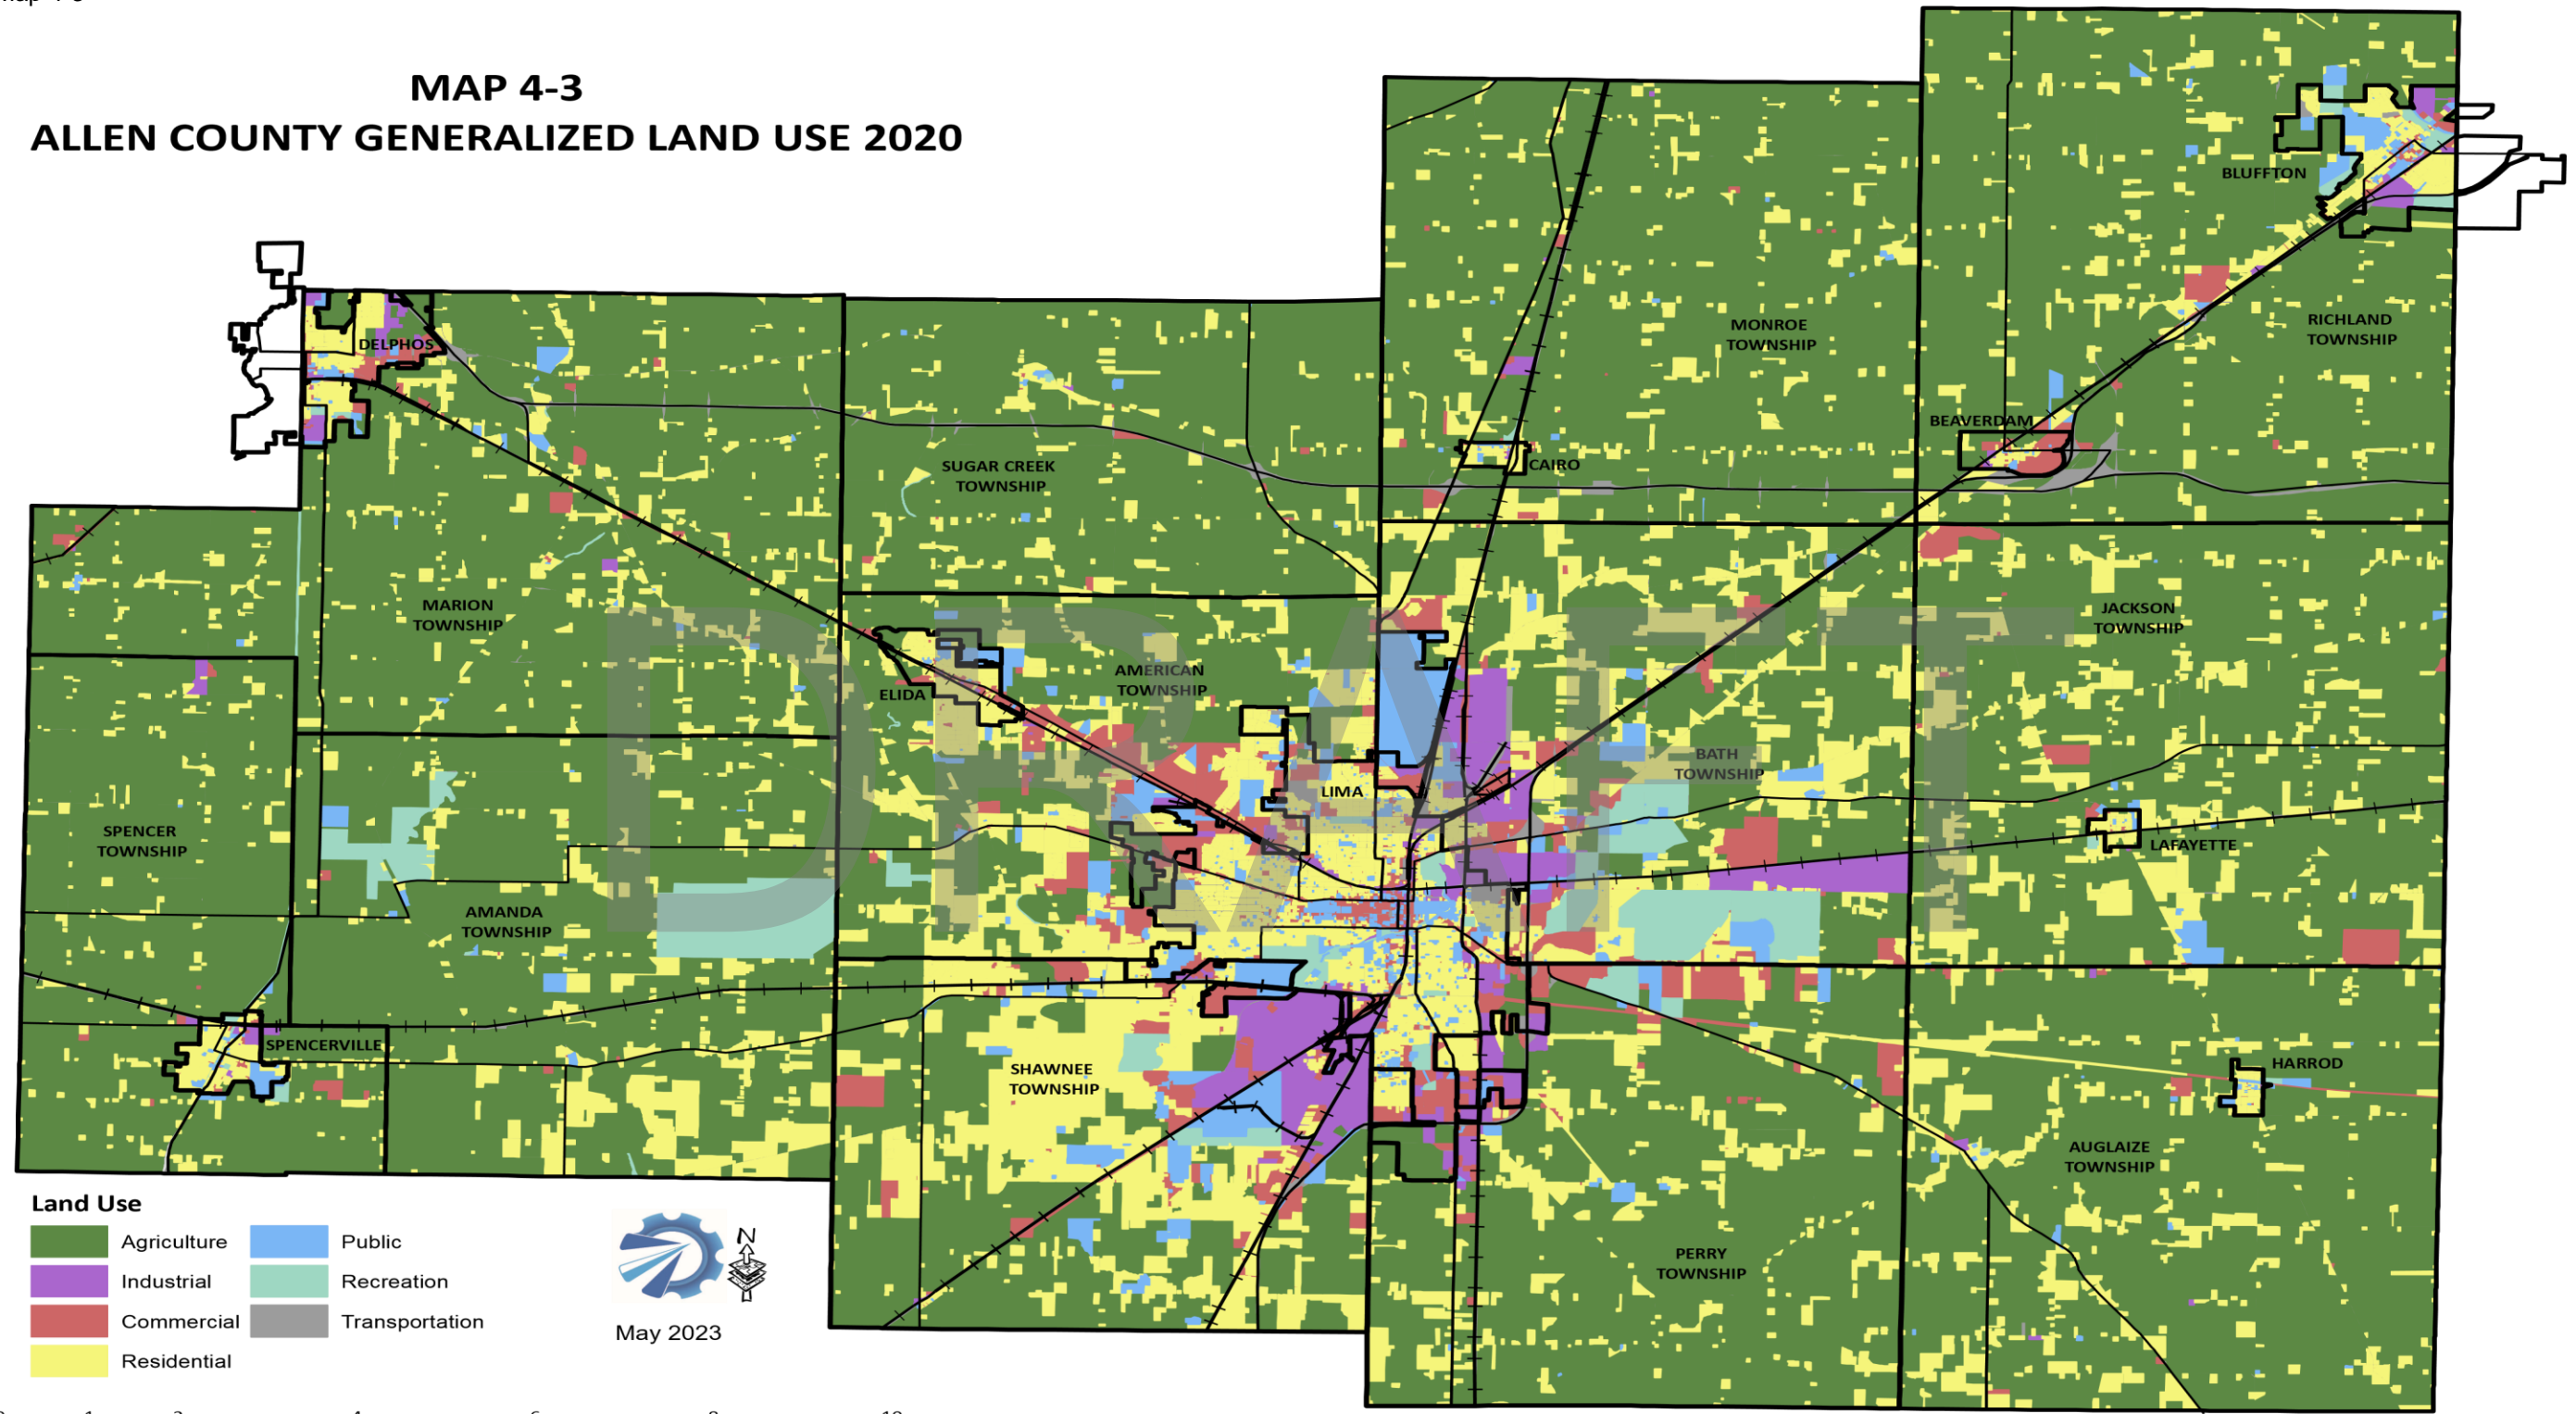 MAP 4-3
ALLEN COUNTY GENERALIZED LAND USE 2020
BLUFFTON
RICHLAND
TOWNSHIP
MONROE
TOWNSHIP
DELPHOS
BEAVERDAM
CAIRO
SUGAR CREEK
TOWNSHIP
MARION
TOWNSHIP
JACKSON
TOWNSHIP
AMERICAN
TOWNSHIP
ELIDA
DRAFT
BATH
TOWNSHIP
LIMA
SPENCER
TOWNSHIP
LAFAYETTE
AMANDA
TOWNSHIP
SPENCERVILLE
SHAWNEE
TOWNSHIP
HARROD
AUGLAIZE
TOWNSHIP
PERRY
TOWNSHIP
Land Use
Agriculture
Industrial
Commercial
Residential
Public
Recreation
Transportation
N
May 2023